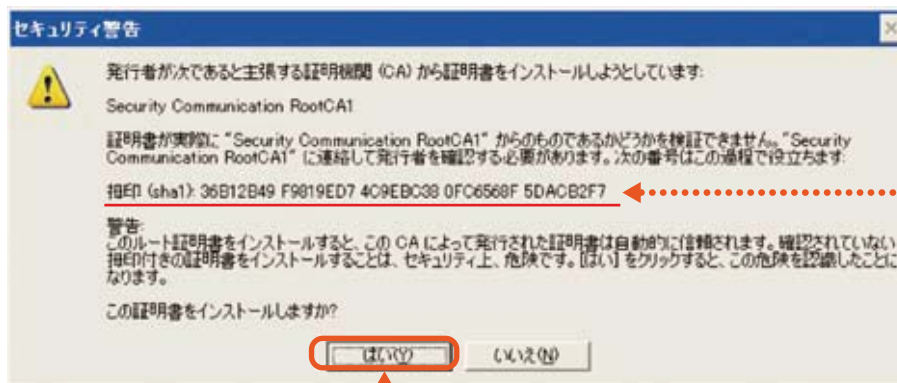 セキュリティ警告
発行者が次であると主張する証明機関 (CA) から証明書をインストールしようとしています:
Security Communication RootCA1
証明書が実際に "Security Communication RootCA1" からのものであるかどうかを検証できません。"Security
Communication RootCA1" に連絡して発行者を確認する必要があります。次の番号はこの過程で役立ちます:
拇印 (sha1): 36B12B49 F9819ED7 4C9EBC38 0FC6568F 5DACB2F7
警告:
このルート証明書をインストールすると、この CA によって発行された証明書は自動的に信頼されます。確認されていない
拇印付きの証明書をインストールすることは、セキュリティ上、危険です。[はい] をクリックすると、この危険を認識したことに
なります。
この証明書をインストールしますか?
はい(Y) いいえ(N)